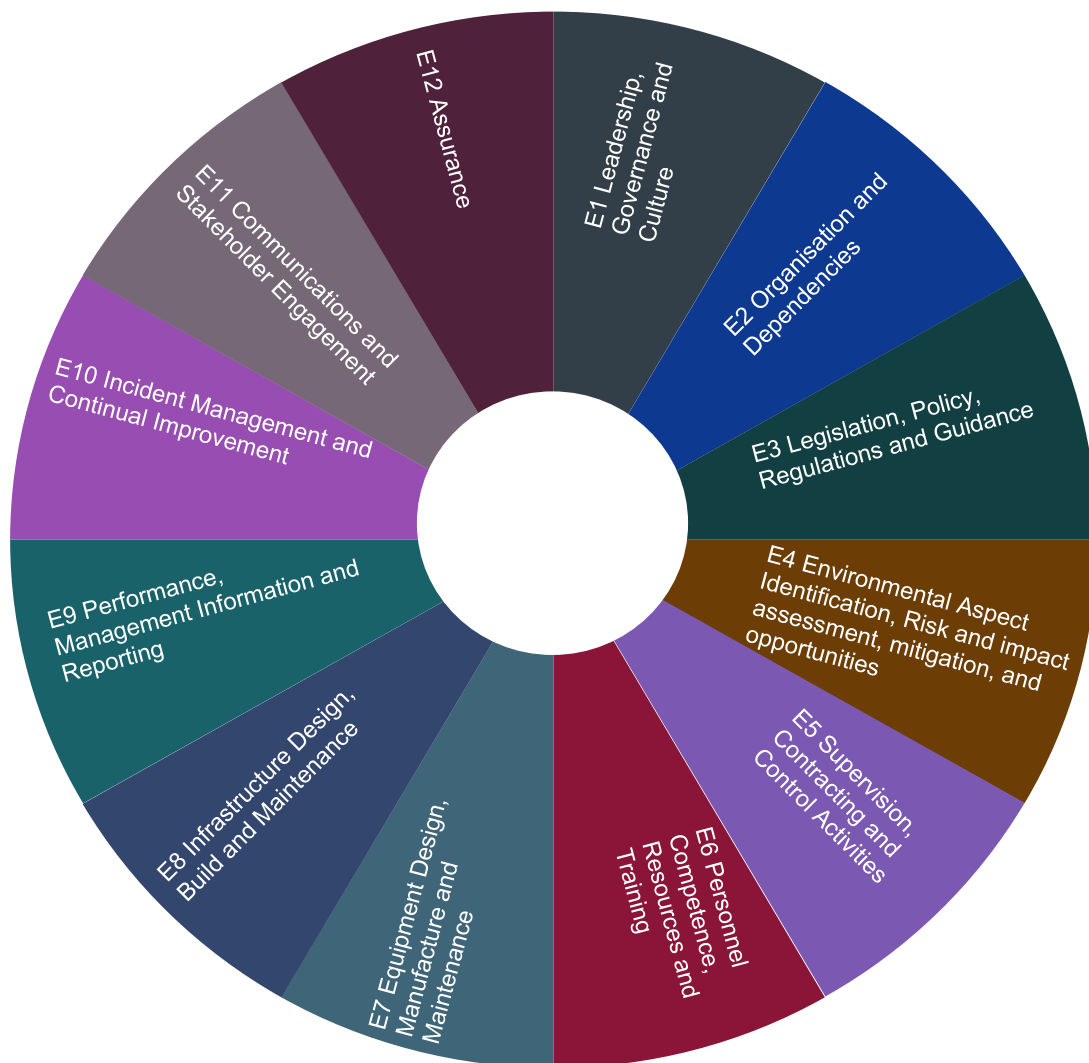 E1 Leadership,
Governance and
Culture
E2 Organisation and
Dependencies
E3 Legislation, Policy,
Regulations and Guidance
E4 Environmental Aspect
Identification, Risk and impact
assessment, mitigation, and
opportunities
E5 Supervision,
Contracting and
Control Activities
E6 Personnel
Competence,
Resources and
Training
E7 Equipment Design,
Manufacture and
Maintenance
E8 Infrastructure Design,
Build and Maintenance
E9 Performance,
Management Information and
Reporting
E10 Incident Management and
Continual Improvement
E11 Communications and
Stakeholder Engagement
E12 Assurance